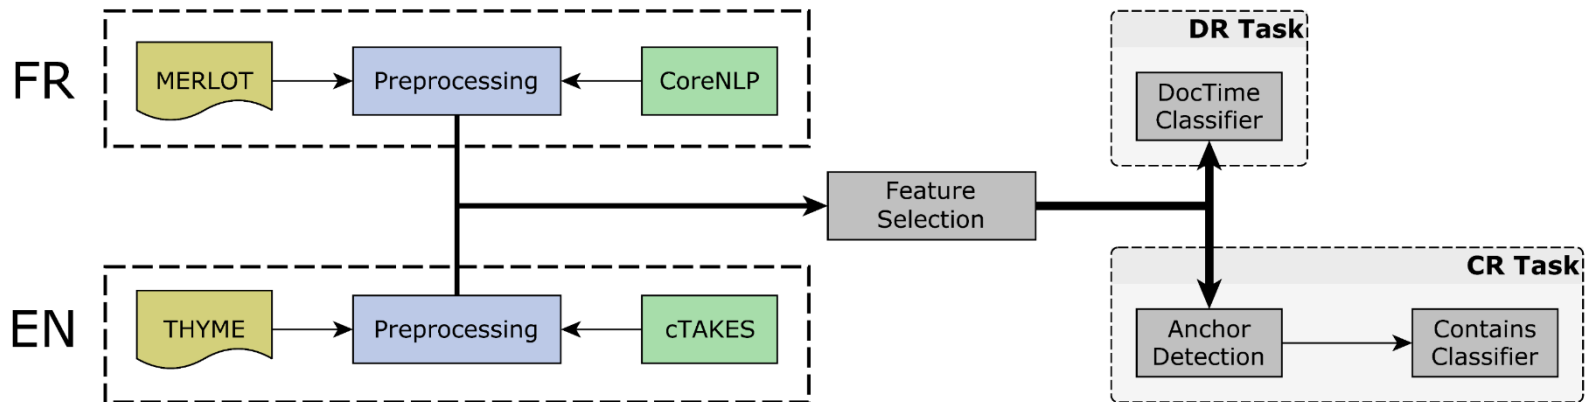 FR
MERLOT
Preprocessing
CoreNLP
DR Task
DocTime
Classifier
Feature
Selection
EN
THYME
Preprocessing
cTAKES
CR Task
Anchor
Detection
Contains
Classifier